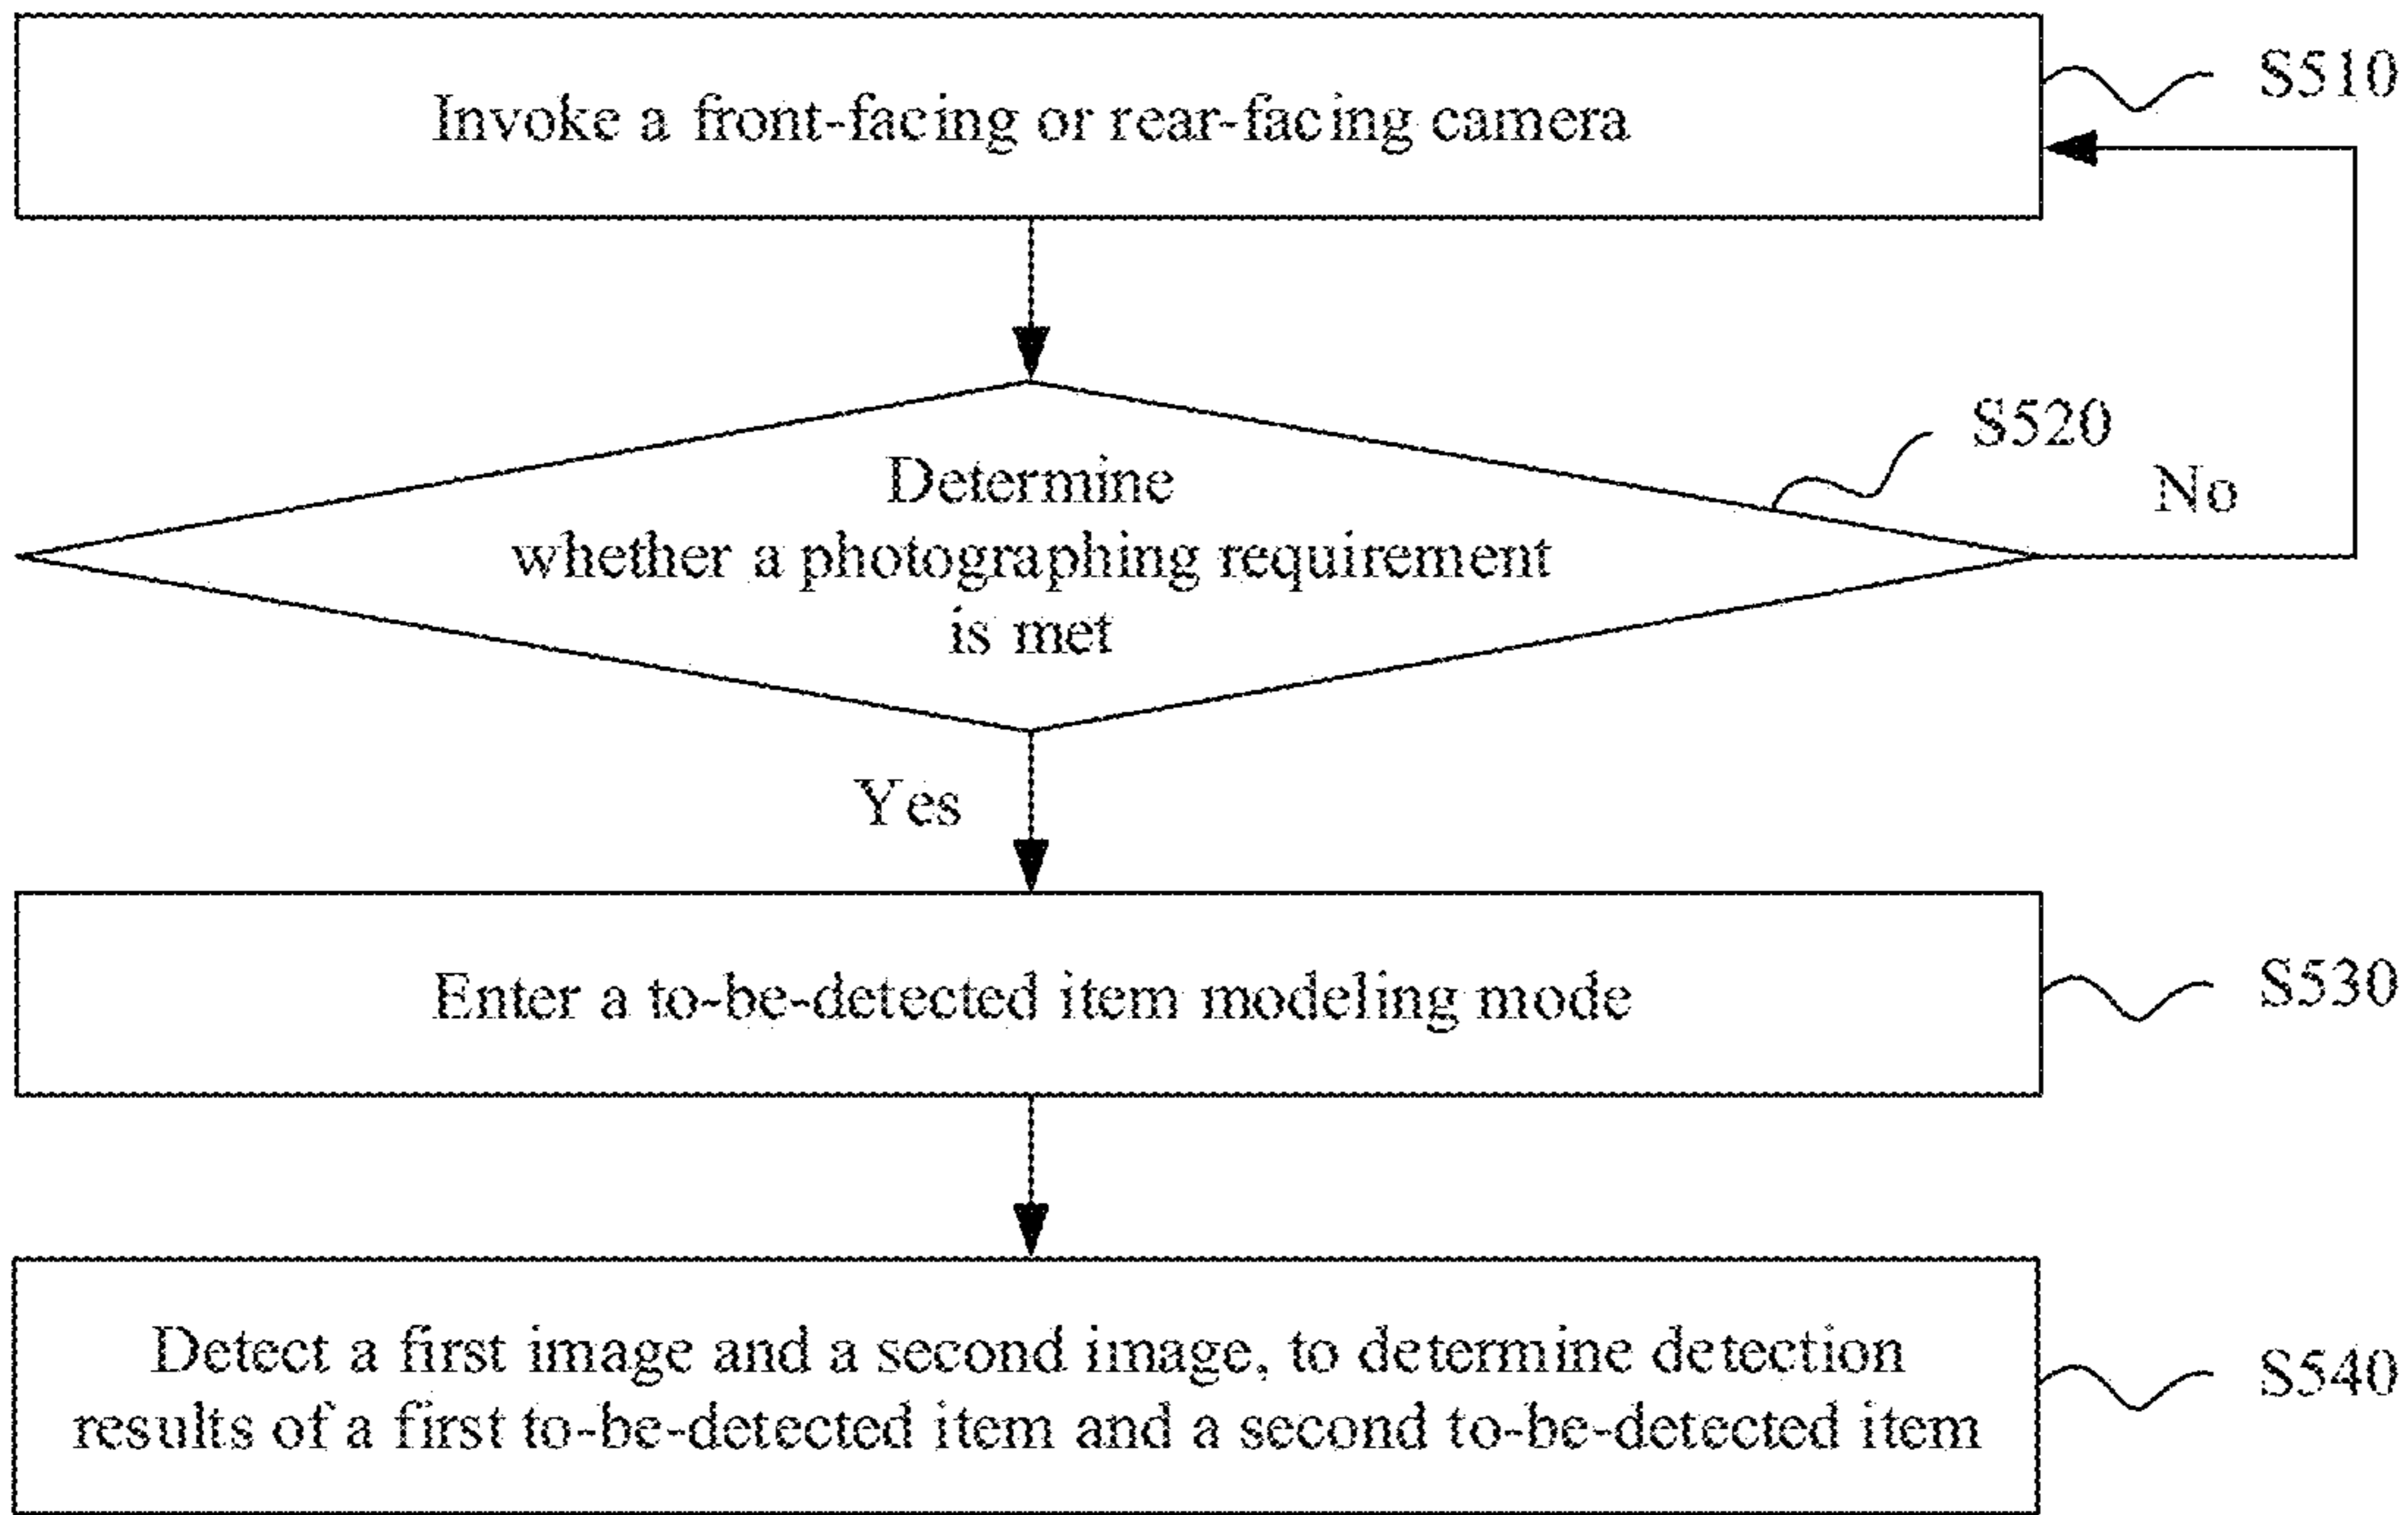 Invoke a front-facing or rear-facing camera
S510
Determine
whether a photographing requirement
is met
S520
No
Yes
Enter a to-be-detected item modeling mode
S530
Detect a first image and a second image, to determine detection
results of a first to-be-detected item and a second to-be-detected item
S540